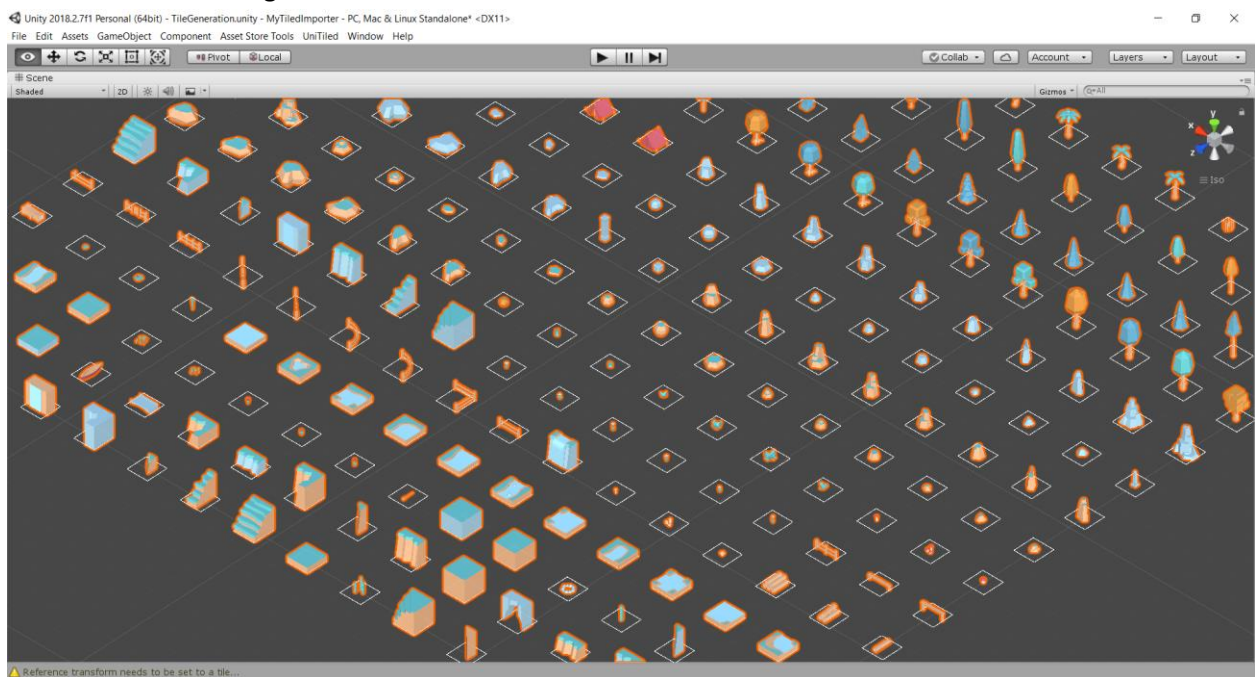 Unity 2018.2.7f1 Personal (64bit) - TileGeneration.unity - MyTiledImporter - PC, Mac & Linux Standalone* <DX11>
File Edit Assets GameObject Component Asset Store Tools UniTiled Window Help
Pivot Local Collab Account Layers Layout
Scene
Shaded 2D Gizmos All
y
x
z
Iso
Reference transform needs to be set to a tile...